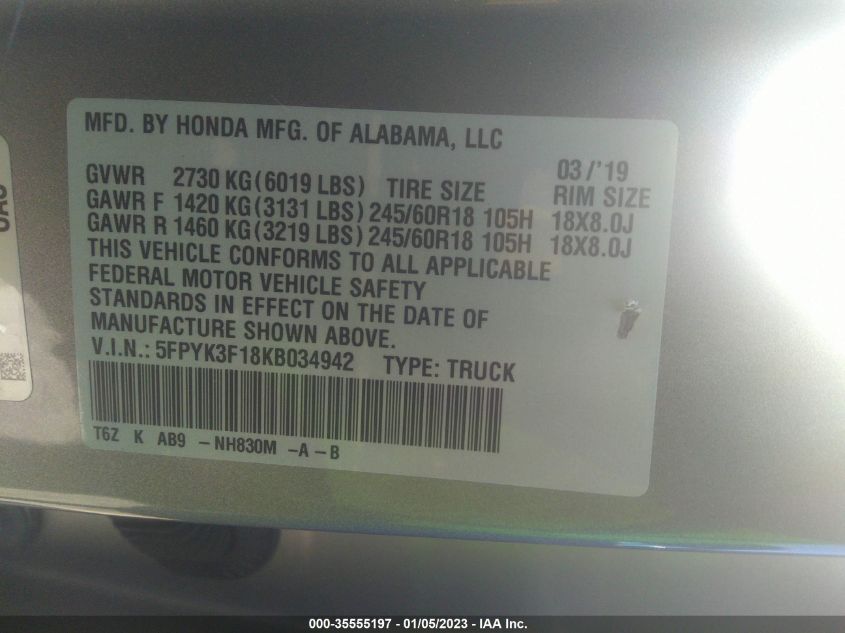 MFD. BY HONDA MFG. OF ALABAMA, LLC
03 /'19
GVWR 2730 KG(6019 LBS) TIRE SIZE RIM SIZE
GAWR F 1420 KG(3131 LBS) 245/60R18 105H 18X8.0J
GAWR R 1460 KG(3219 LBS) 245/60R18 105H 18X8.0J
THIS VEHICLE CONFORMS TO ALL APPLICABLE
FEDERAL MOTOR VEHICLE SAFETY
STANDARDS IN EFFECT ON THE DATE OF
MANUFACTURE SHOWN ABOVE.
V.I.N.: 5FPYK3F18KB034942 TYPE: TRUCK
T6Z K AB9 -NH830M -A -B
000-35555197 - 01/05/2023 - IAA Inc.